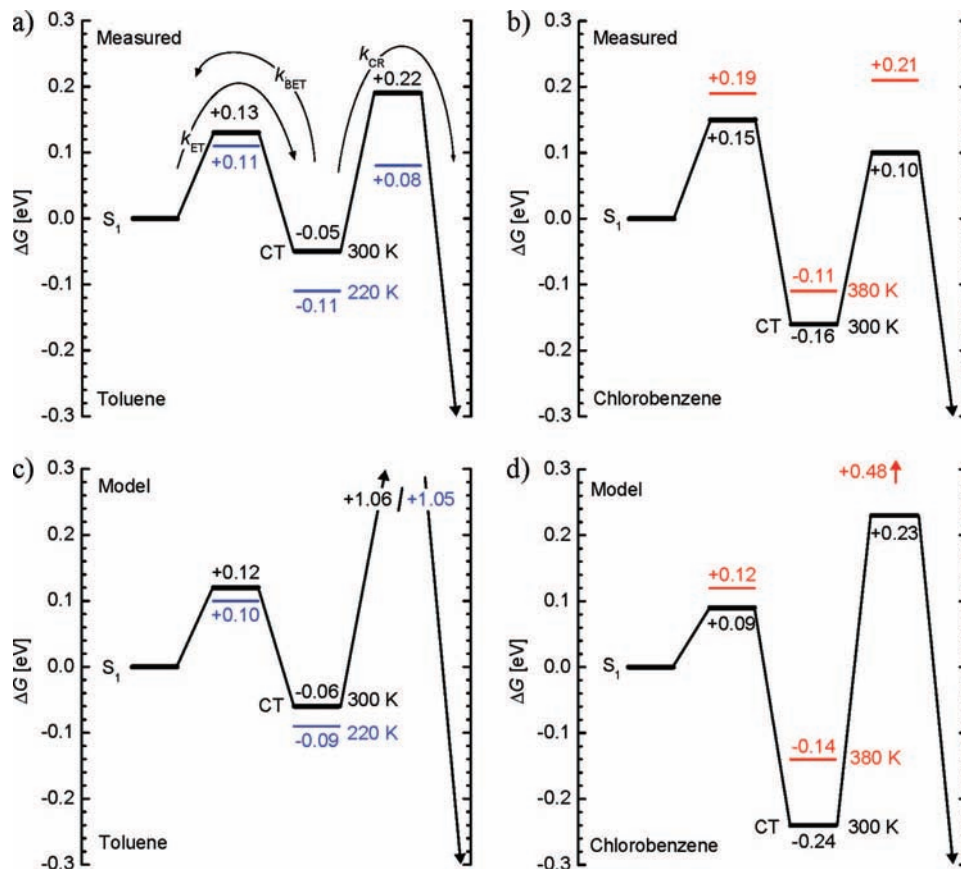 a)
Measured
0.3
0.2
0.1
0.0
-0.1
-0.2
-0.3
ΔG [eV]
S1
+0.13
+0.11
kET
kBET
kCR
+0.22
+0.08
-0.05
CT
300 K
-0.11
220 K
Toluene
b)
Measured
0.3
0.2
0.1
0.0
-0.1
-0.2
-0.3
ΔG [eV]
S1
+0.19
+0.15
+0.21
+0.10
-0.11
380 K
CT
300 K
-0.16
Chlorobenzene
c)
Model
0.3
0.2
0.1
0.0
-0.1
-0.2
-0.3
ΔG [eV]
S1
+0.12
+0.10
+1.06 / +1.05
-0.06
CT
300 K
-0.09
220 K
Toluene
d)
Model
0.3
0.2
0.1
0.0
-0.1
-0.2
-0.3
ΔG [eV]
S1
+0.12
+0.09
+0.48
+0.23
-0.14
380 K
CT
300 K
-0.24
Chlorobenzene